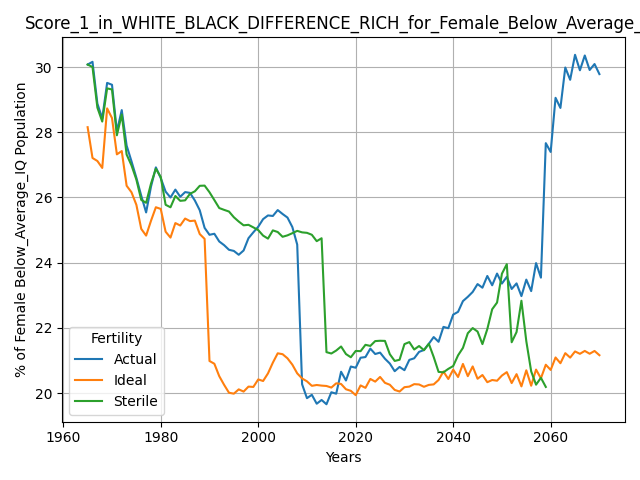 Score_1_in_WHITE_BLACK_DIFFERENCE_RICH_for_Female_Below_Average_
% of Female Below_Average_IQ Population
30
28
26
24
22
20
Fertility
Actual
Ideal
Sterile
1960
1980
2000
2020
2040
2060
Years